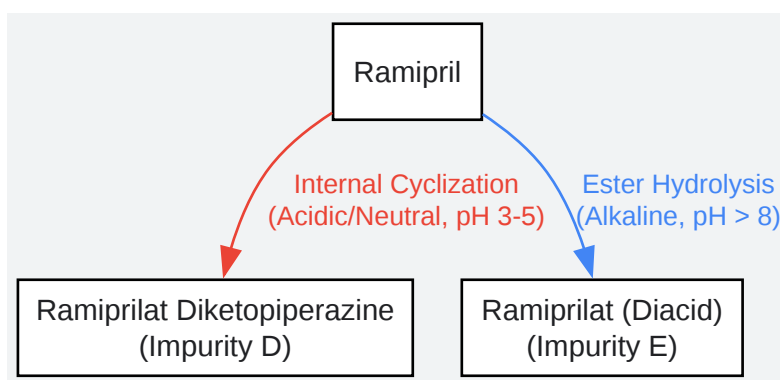 Ramipril
Internal Cyclization
(Acidic/Neutral, pH 3-5)
Ester Hydrolysis
(Alkaline, pH > 8)
Ramiprilat Diketopiperazine
(Impurity D)
Ramiprilat (Diacid)
(Impurity E)